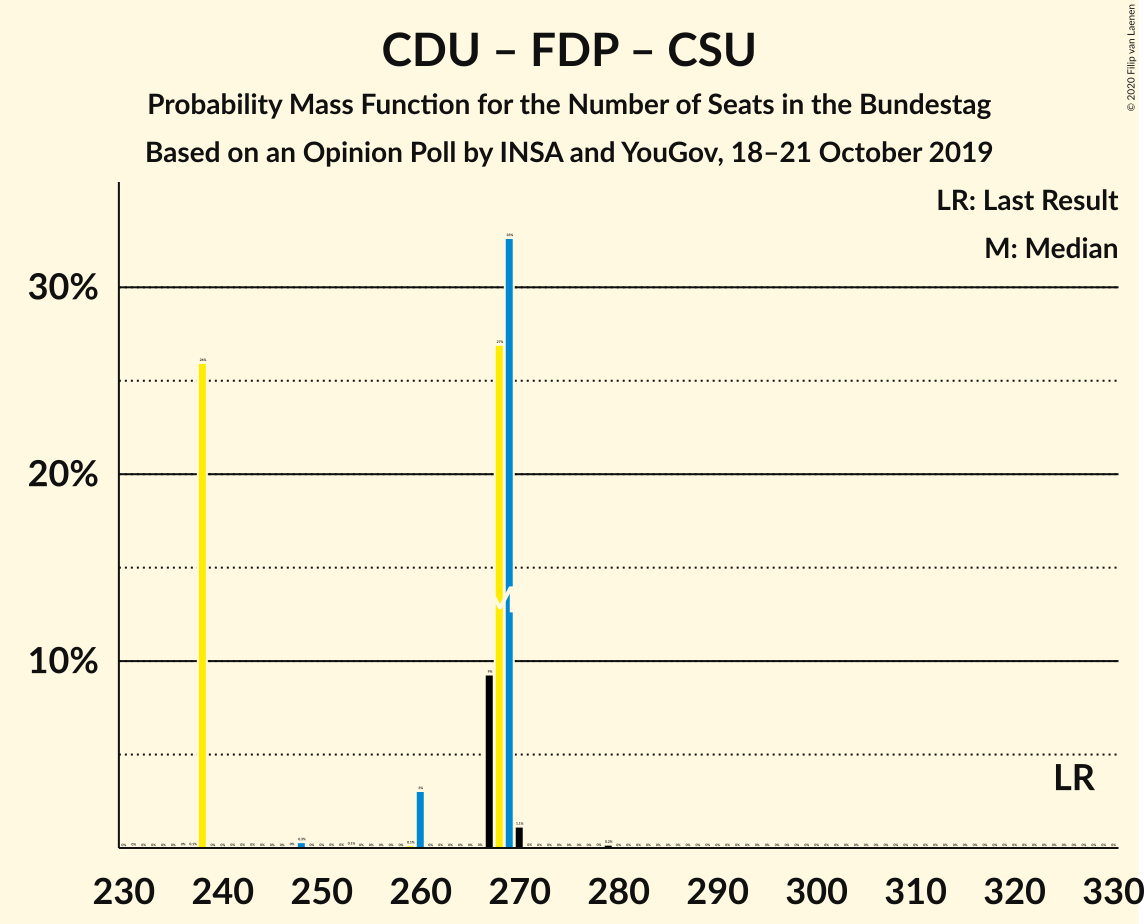 CDU – FDP – CSU
Probability Mass Function for the Number of Seats in the Bundestag
Based on an Opinion Poll by INSA and YouGov, 18–21 October 2019
© 2020 Filip van Laenen
LR: Last Result
M: Median
30%
20%
10%
M
LR
230 240 250 260 270 280 290 300 310 320 330